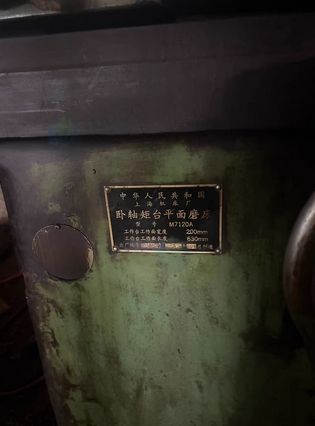 中华人民共和国
上海机床厂
卧轴矩台平面磨床
型号 M7120A
工作台工作面宽度 200mm
工作台工作面长度 630mm